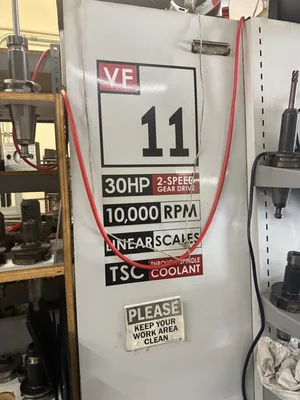 VF
11
30HP 2-SPEED GEAR DRIVE
10,000 RPM
LINEAR SCALES
TSC THROUGH-SPINDLE COOLANT
PLEASE
KEEP YOUR
WORK AREA
CLEAN